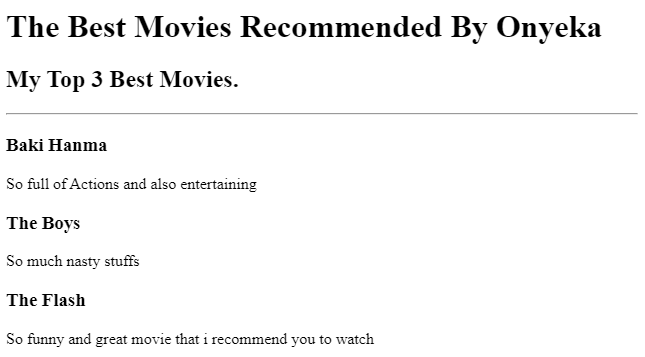 The Best Movies Recommended By Onyeka
My Top 3 Best Movies.
Baki Hanma
So full of Actions and also entertaining
The Boys
So much nasty stuffs
The Flash
So funny and great movie that i recommend you to watch